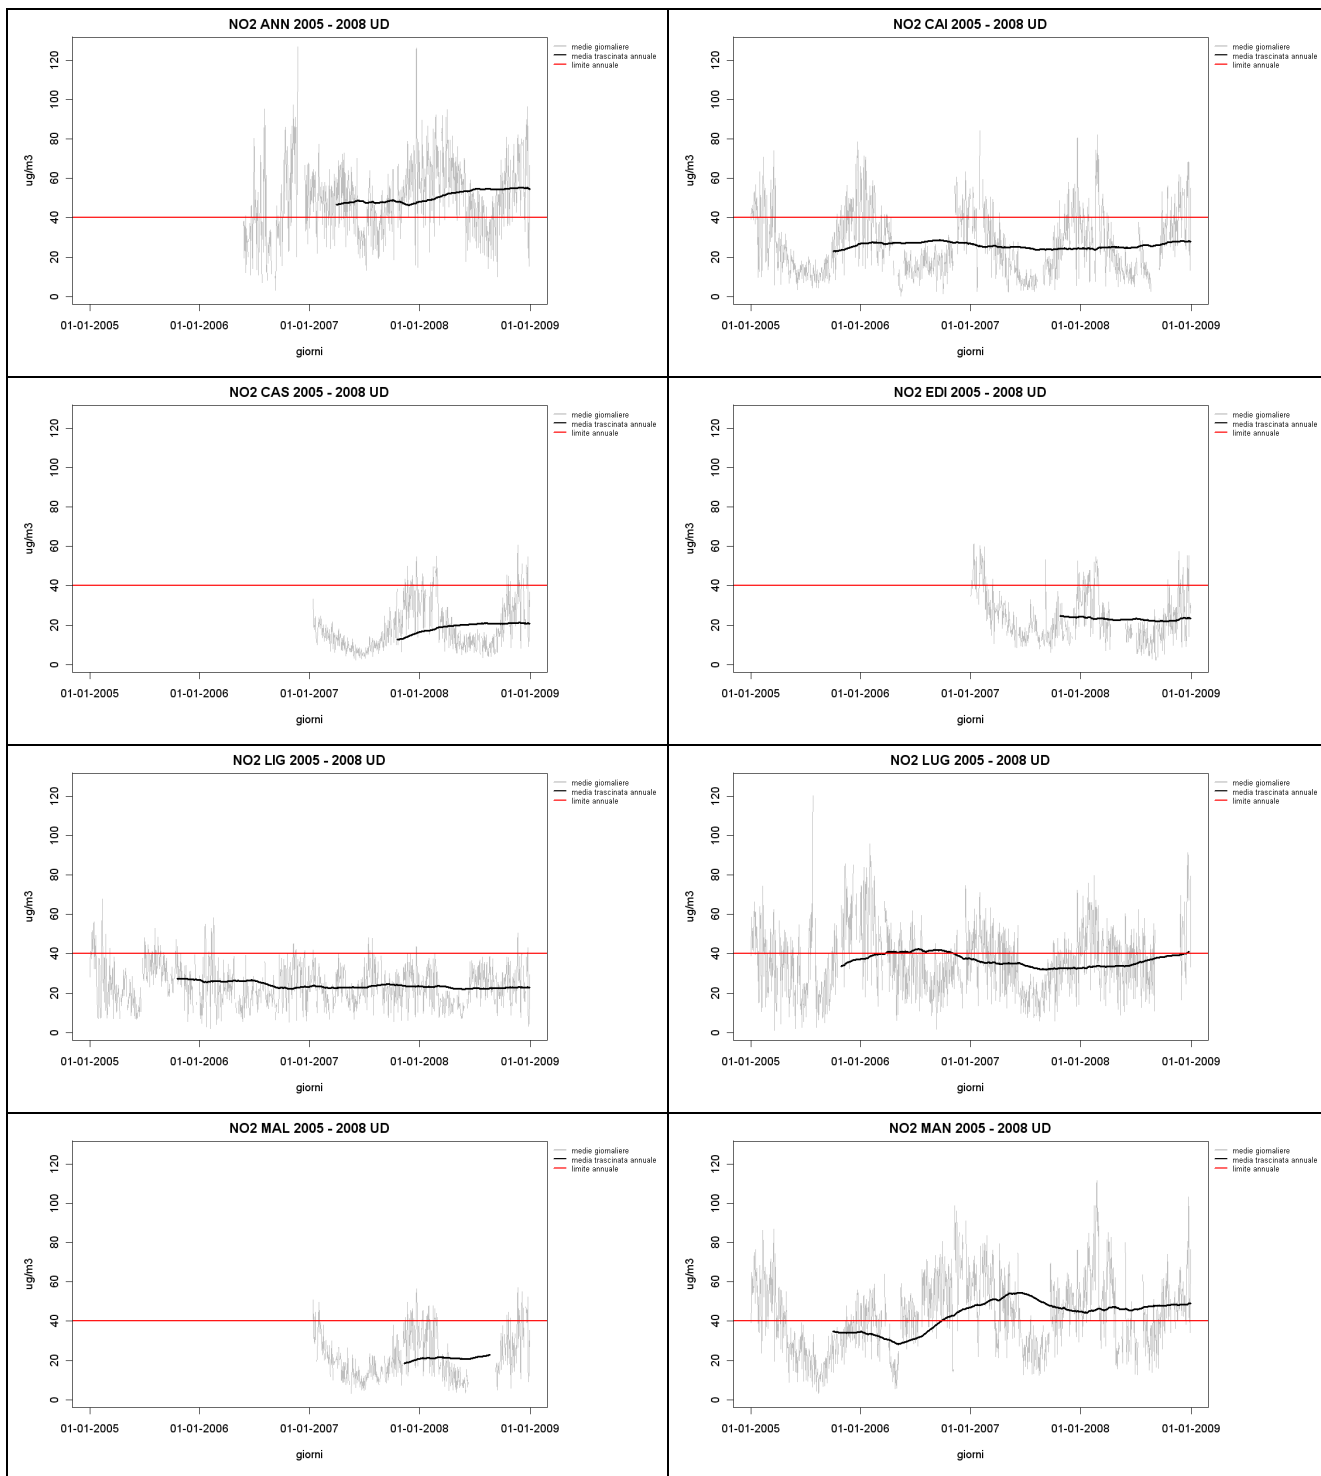 NO2 ANN 2005 - 2008 UD
medie giornaliere
media trascinata annuale
limite annuale
ug/m3
0 20 40 60 80 100 120
01-01-2005 01-01-2006 01-01-2007 01-01-2008 01-01-2009
giorni
NO2 CAI 2005 - 2008 UD
medie giornaliere
media trascinata annuale
limite annuale
ug/m3
0 20 40 60 80 100 120
01-01-2005 01-01-2006 01-01-2007 01-01-2008 01-01-2009
giorni
NO2 CAS 2005 - 2008 UD
medie giornaliere
media trascinata annuale
limite annuale
ug/m3
0 20 40 60 80 100 120
01-01-2005 01-01-2006 01-01-2007 01-01-2008 01-01-2009
giorni
NO2 EDI 2005 - 2008 UD
medie giornaliere
media trascinata annuale
limite annuale
ug/m3
0 20 40 60 80 100 120
01-01-2005 01-01-2006 01-01-2007 01-01-2008 01-01-2009
giorni
NO2 LIG 2005 - 2008 UD
medie giornaliere
media trascinata annuale
limite annuale
ug/m3
0 20 40 60 80 100 120
01-01-2005 01-01-2006 01-01-2007 01-01-2008 01-01-2009
giorni
NO2 LUG 2005 - 2008 UD
medie giornaliere
media trascinata annuale
limite annuale
ug/m3
0 20 40 60 80 100 120
01-01-2005 01-01-2006 01-01-2007 01-01-2008 01-01-2009
giorni
NO2 MAL 2005 - 2008 UD
medie giornaliere
media trascinata annuale
limite annuale
ug/m3
0 20 40 60 80 100 120
01-01-2005 01-01-2006 01-01-2007 01-01-2008 01-01-2009
giorni
NO2 MAN 2005 - 2008 UD
medie giornaliere
media trascinata annuale
limite annuale
ug/m3
0 20 40 60 80 100 120
01-01-2005 01-01-2006 01-01-2007 01-01-2008 01-01-2009
giorni